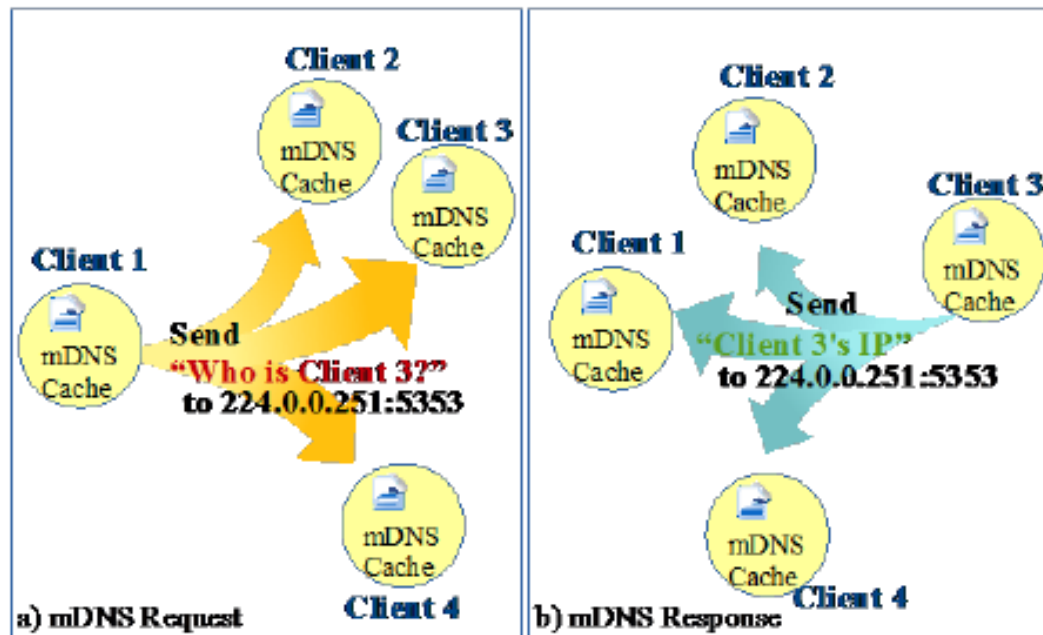 Client 2
mDNS
Cache
Client 3
mDNS
Cache
Client 1
mDNS
Cache
Send
“Who is Client 3?”
to 224.0.0.251:5353
mDNS
Cache
Client 4
a) mDNS Request
Client 2
mDNS
Cache
Client 3
mDNS
Cache
Client 1
mDNS
Cache
Send
“Client 3's IP”
to 224.0.0.251:5353
mDNS
Cache
Client 4
b) mDNS Response